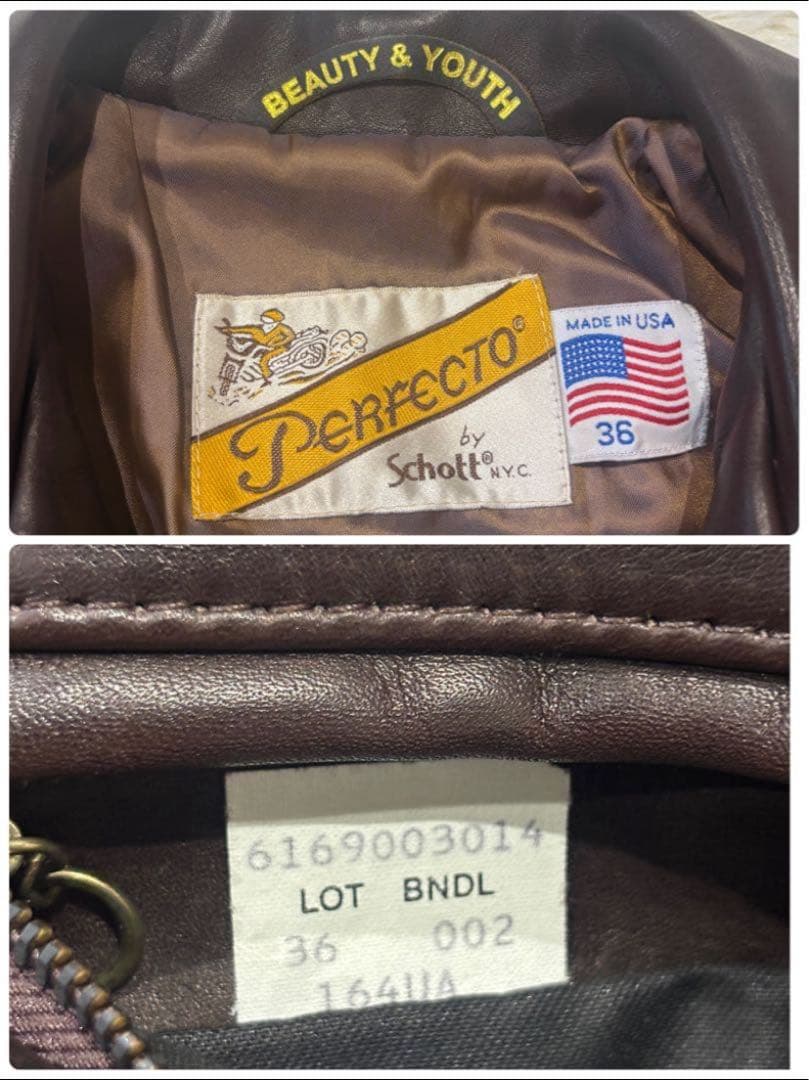 BEAUTY & YOUTH
PERFECTO®
by
Schott® N.Y.C.
MADE IN USA
36
6169003014
LOT BNDL
36 002
164UA